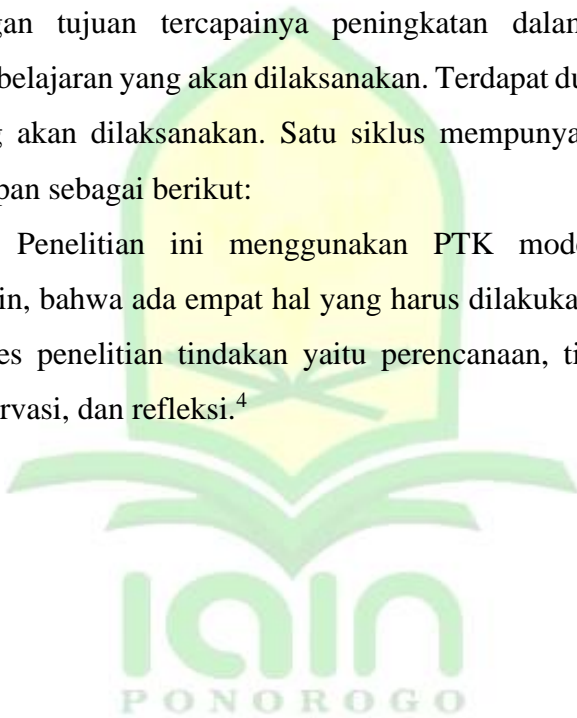 gan tujuan tercapainya peningkatan dalam
belajaran yang akan dilaksanakan. Terdapat du
g akan dilaksanakan. Satu siklus mempunya
pan sebagai berikut:
Penelitian ini menggunakan PTK mode
in, bahwa ada empat hal yang harus dilakuka
es penelitian tindakan yaitu perencanaan, ti
rvasi, dan refleksi.4
iain
PONOROGO